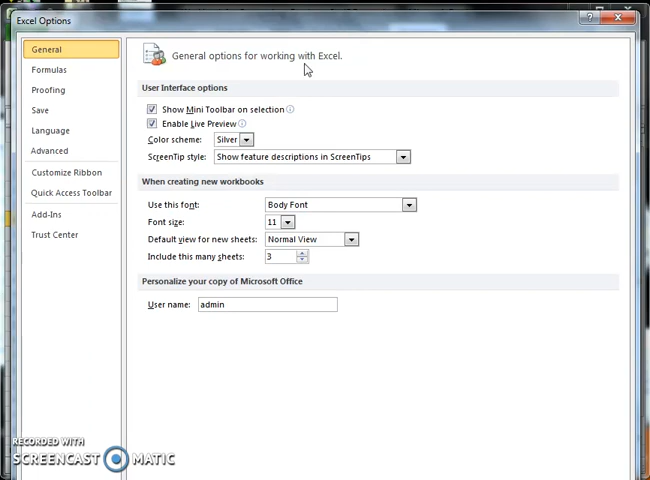 Excel Options
General
Formulas
Proofing
Save
Language
Advanced
Customize Ribbon
Quick Access Toolbar
Add-Ins
Trust Center
General options for working with Excel.
User Interface options
Show Mini Toolbar on selection
Enable Live Preview
Color scheme: Silver
ScreenTip style: Show feature descriptions in ScreenTips
When creating new workbooks
Use this font: Body Font
Font size: 11
Default view for new sheets: Normal View
Include this many sheets: 3
Personalize your copy of Microsoft Office
User name: admin
RECORDED WITH
SCREENCAST MATIC